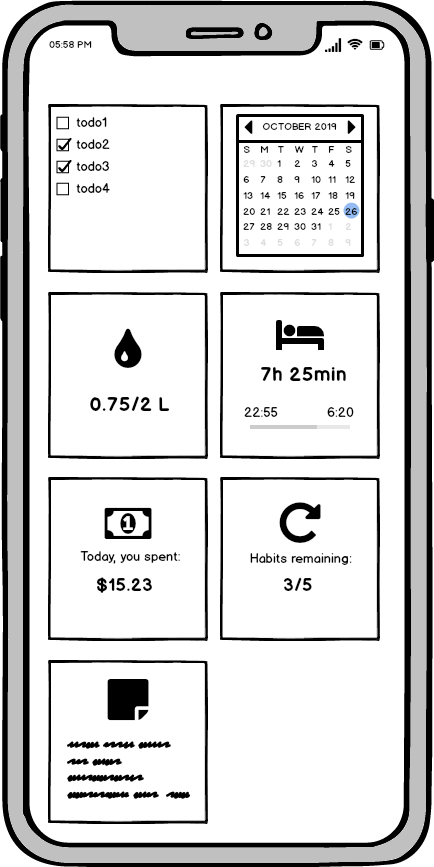 05:58 PM
todo1
todo2
todo3
todo4
OCTOBER 2019
S M T W T F S
29 30 1 2 3 4 5
6 7 8 9 10 11 12
13 14 15 16 17 18 19
20 21 22 23 24 25 26
27 28 29 30 31 1 2
3 4 5 6 7 8 9
0.75/2 L
7h 25min
22:55 6:20
1
Today, you spent:
$15.23
Habits remaining:
3/5